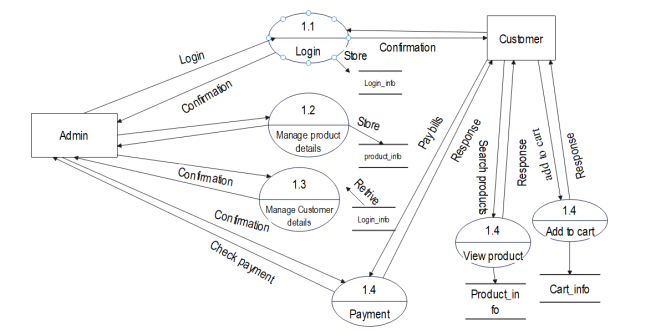 1.1
Login
Customer
Confirmation
Store
Login_info
Login
Confirmation
1.2
Manage product
details
Store
product_info
Admin
Pay bills
Response
Search products
Response
add to cart
Response
Confirmation
1.3
Manage Customer
details
Retrive
Login_info
Confirmation
Check payment
1.4
Add to cart
1.4
View product
1.4
Payment
Product_in
fo
Cart_info